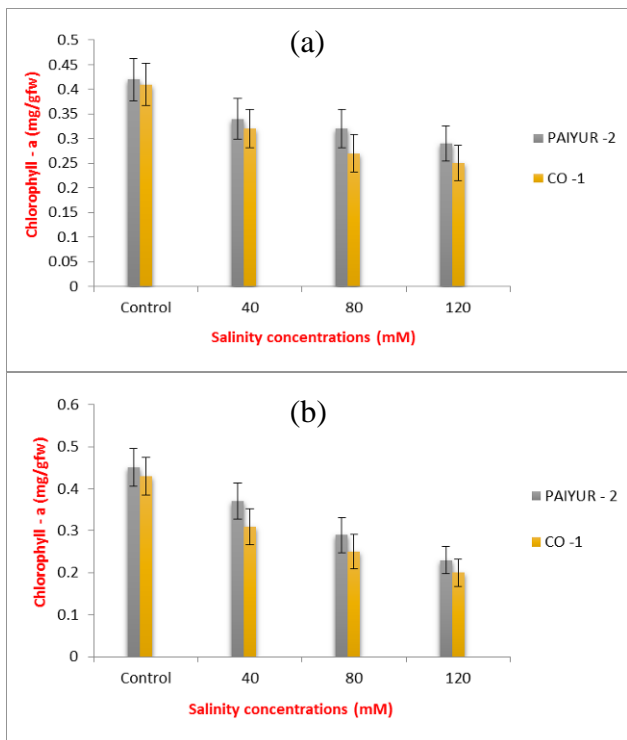 (a)
Chlorophyll - a (mg/gfw)
0.5
0.45
0.4
0.35
0.3
0.25
0.2
0.15
0.1
0.05
0
Control 40 80 120
Salinity concentrations (mM)
PAIYUR -2
CO -1
(b)
Chlorophyll - a (mg/gfw)
0.6
0.5
0.4
0.3
0.2
0.1
0
Control 40 80 120
Salinity concentrations (mM)
PAIYUR - 2
CO -1